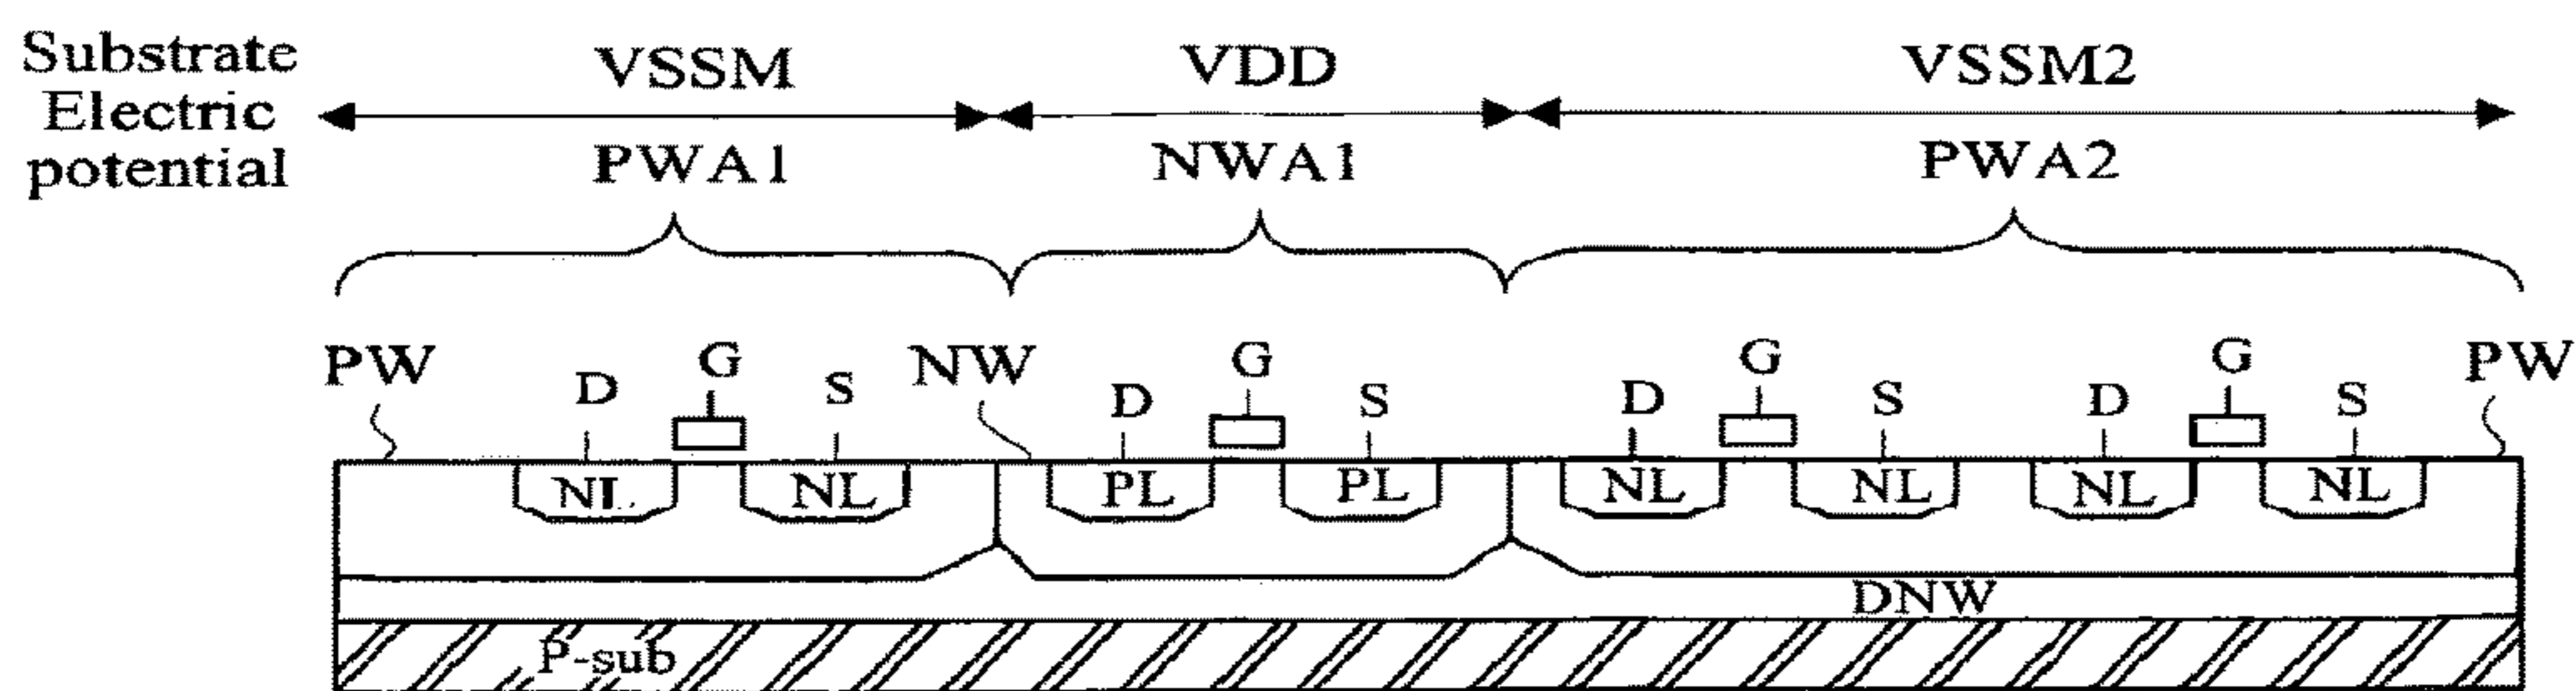 Substrate
Electric
potential
VSSM VDD VSSM2
PWA1 NWA1 PWA2
PW D G S NW D G S D G S D G S PW
NL NL PL PL NL NL NL NL
DNW
P-sub